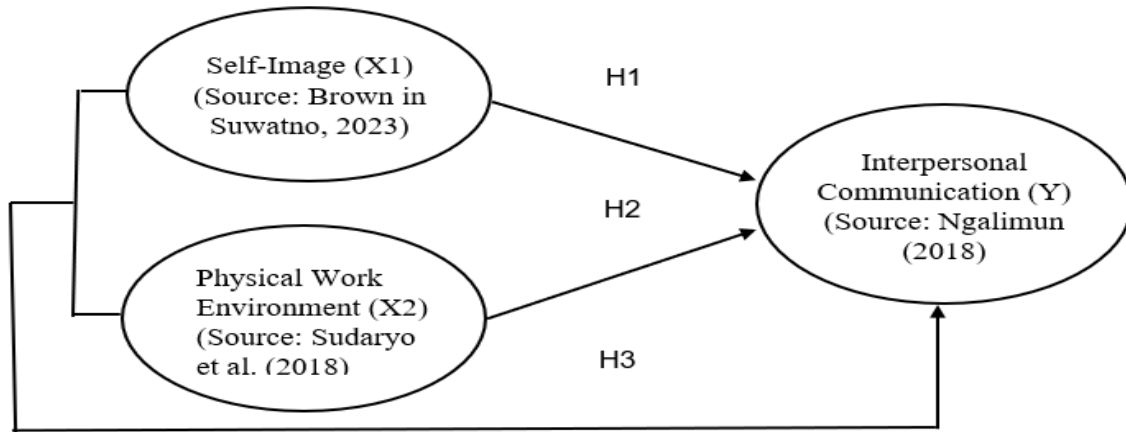 Self-Image (X1)
(Source: Brown in
Suwatno, 2023)
H1
Interpersonal
Communication (Y)
(Source: Ngalimun
(2018)
H2
Physical Work
Environment (X2)
(Source: Sudaryo
et al. (2018)
H3